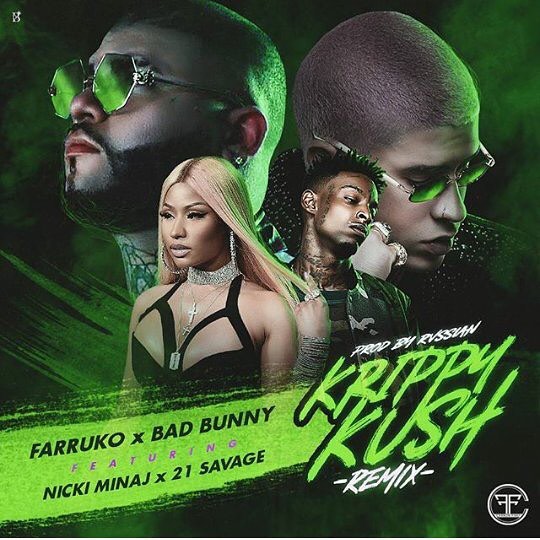 PROD BY RVSSIAN
KRIPPY
KUSH
-REMIX-
FARRUKO x BAD BUNNY
FEATURING
NICKI MINAJ x 21 SAVAGE